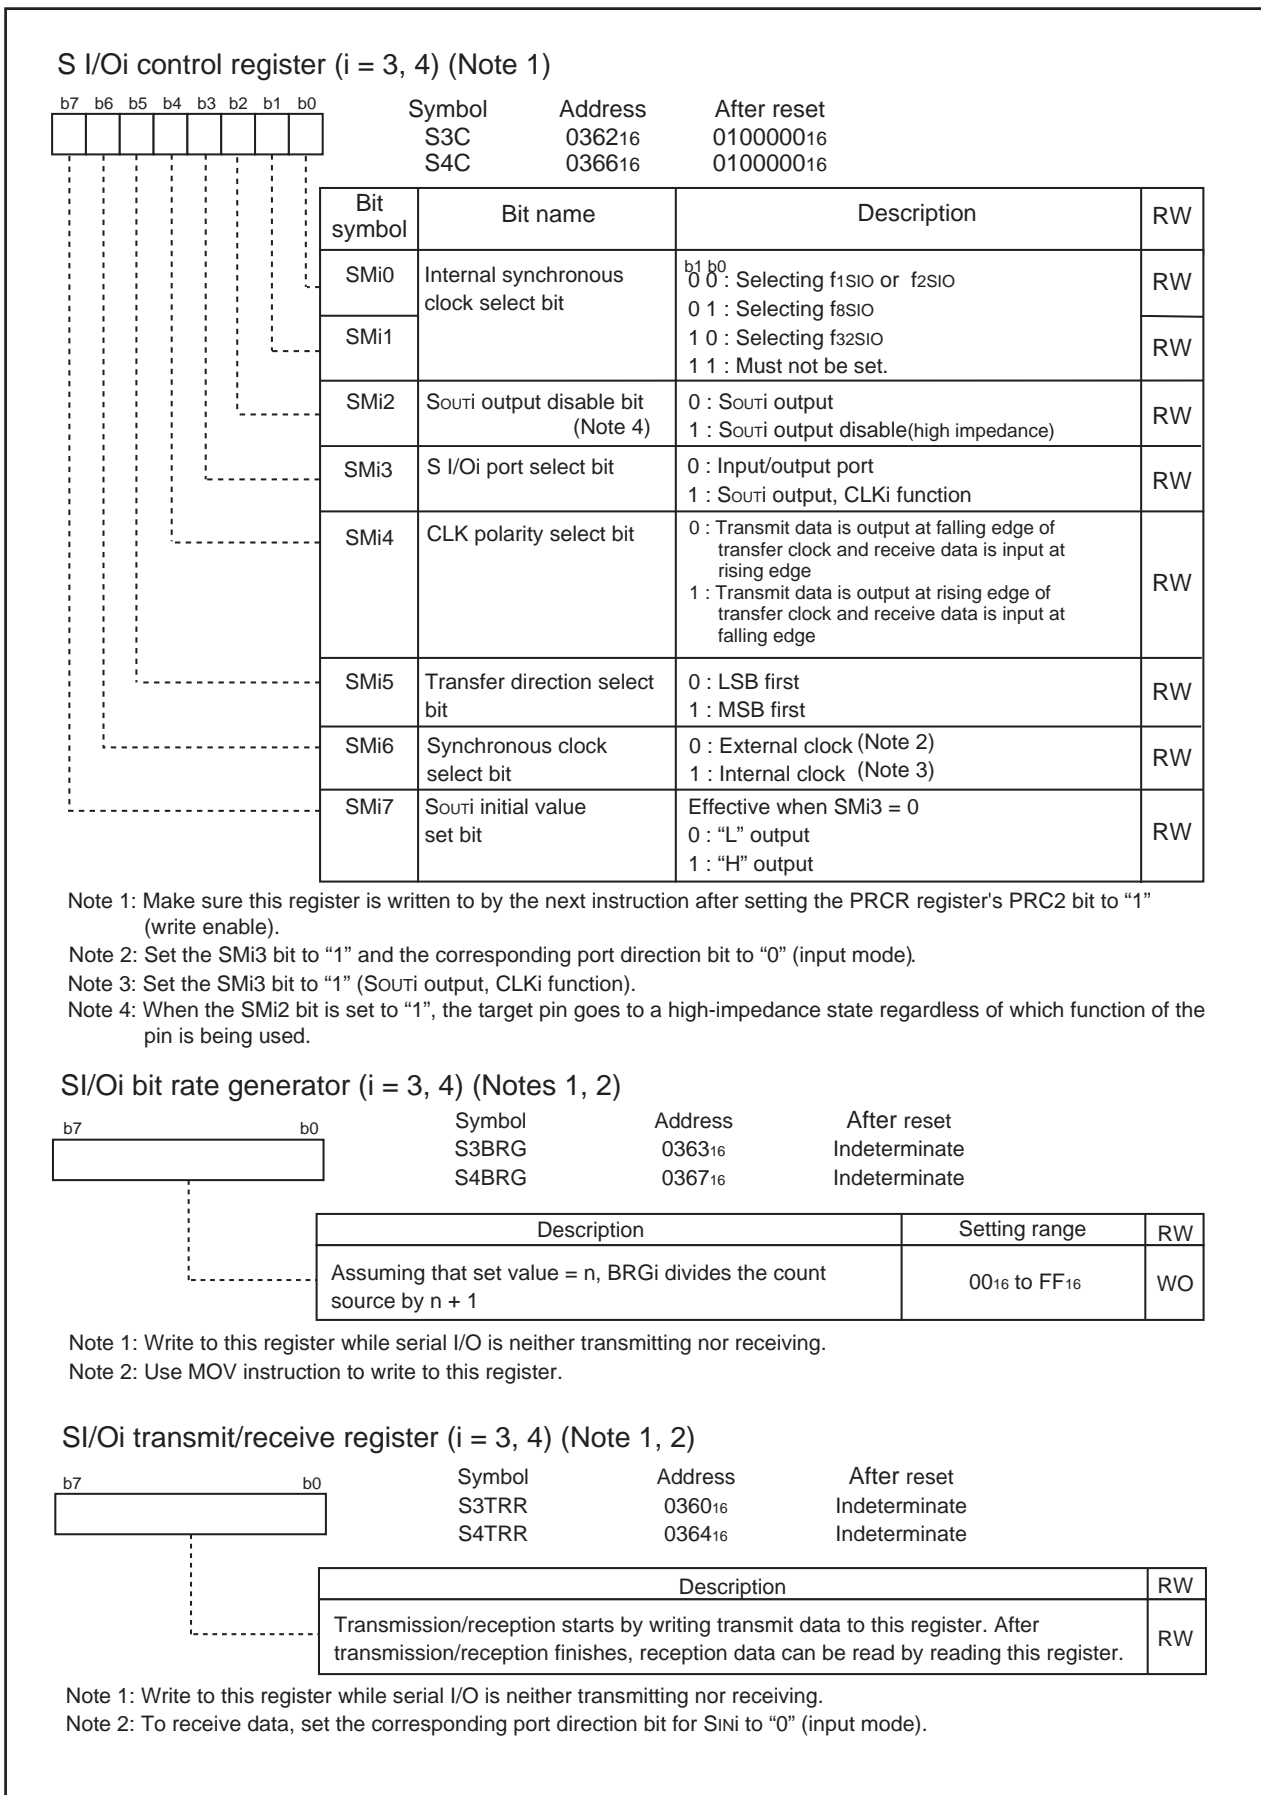 S I/Oi control register (i = 3, 4) (Note 1)
b7 b6 b5 b4 b3 b2 b1 b0
Symbol Address After reset
S3C 036216 0100000016
S4C 036616 0100000016
Bit symbol Bit name Description RW
SMi0 Internal synchronous clock select bit b1 b0
0 0 : Selecting f1SIO or f2SIO RW
0 1 : Selecting f8SIO
SMi1 1 0 : Selecting f32SIO RW
1 1 : Must not be set.
SMi2 SOUTi output disable bit 0 : SOUTi output RW
(Note 4) 1 : SOUTi output disable(high impedance)
SMi3 S I/Oi port select bit 0 : Input/output port RW
1 : SOUTi output, CLKi function
SMi4 CLK polarity select bit 0 : Transmit data is output at falling edge of
transfer clock and receive data is input at
rising edge
1 : Transmit data is output at rising edge of RW
transfer clock and receive data is input at
falling edge
SMi5 Transfer direction select 0 : LSB first RW
bit 1 : MSB first
SMi6 Synchronous clock 0 : External clock (Note 2) RW
select bit 1 : Internal clock (Note 3)
SMi7 SOUTi initial value Effective when SMi3 = 0
set bit 0 : “L” output RW
1 : “H” output
Note 1: Make sure this register is written to by the next instruction after setting the PRCR register's PRC2 bit to “1”
(write enable).
Note 2: Set the SMi3 bit to “1” and the corresponding port direction bit to “0” (input mode).
Note 3: Set the SMi3 bit to “1” (SOUTi output, CLKi function).
Note 4: When the SMi2 bit is set to “1”, the target pin goes to a high-impedance state regardless of which function of the
pin is being used.
SI/Oi bit rate generator (i = 3, 4) (Notes 1, 2)
b7 b0
Symbol Address After reset
S3BRG 036316 Indeterminate
S4BRG 036716 Indeterminate
Description Setting range RW
Assuming that set value = n, BRGi divides the count 0016 to FF16 WO
source by n + 1
Note 1: Write to this register while serial I/O is neither transmitting nor receiving.
Note 2: Use MOV instruction to write to this register.
SI/Oi transmit/receive register (i = 3, 4) (Note 1, 2)
b7 b0
Symbol Address After reset
S3TRR 036016 Indeterminate
S4TRR 036416 Indeterminate
Description RW
Transmission/reception starts by writing transmit data to this register. After RW
transmission/reception finishes, reception data can be read by reading this register.
Note 1: Write to this register while serial I/O is neither transmitting nor receiving.
Note 2: To receive data, set the corresponding port direction bit for SINi to “0” (input mode).